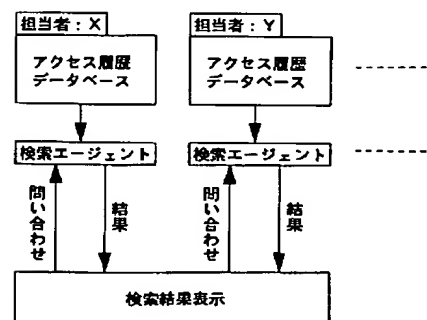 担当者：X
アクセス履歴
データベース
担当者：Y
アクセス履歴
データベース
検索エージェント
検索エージェント
問い合わせ
結果
問い合わせ
結果
検索結果表示